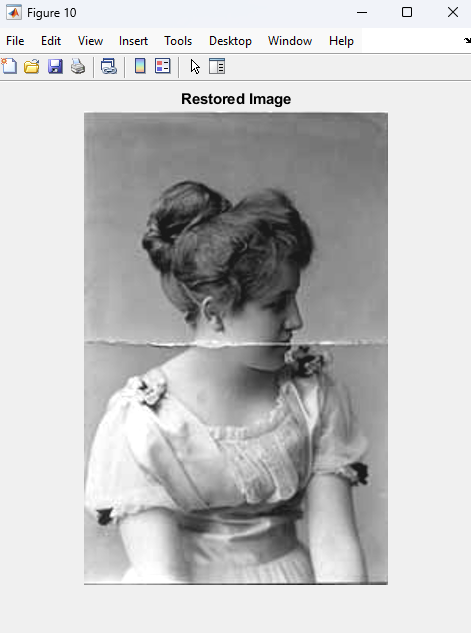 Figure 10
File Edit View Insert Tools Desktop Window Help
Restored Image